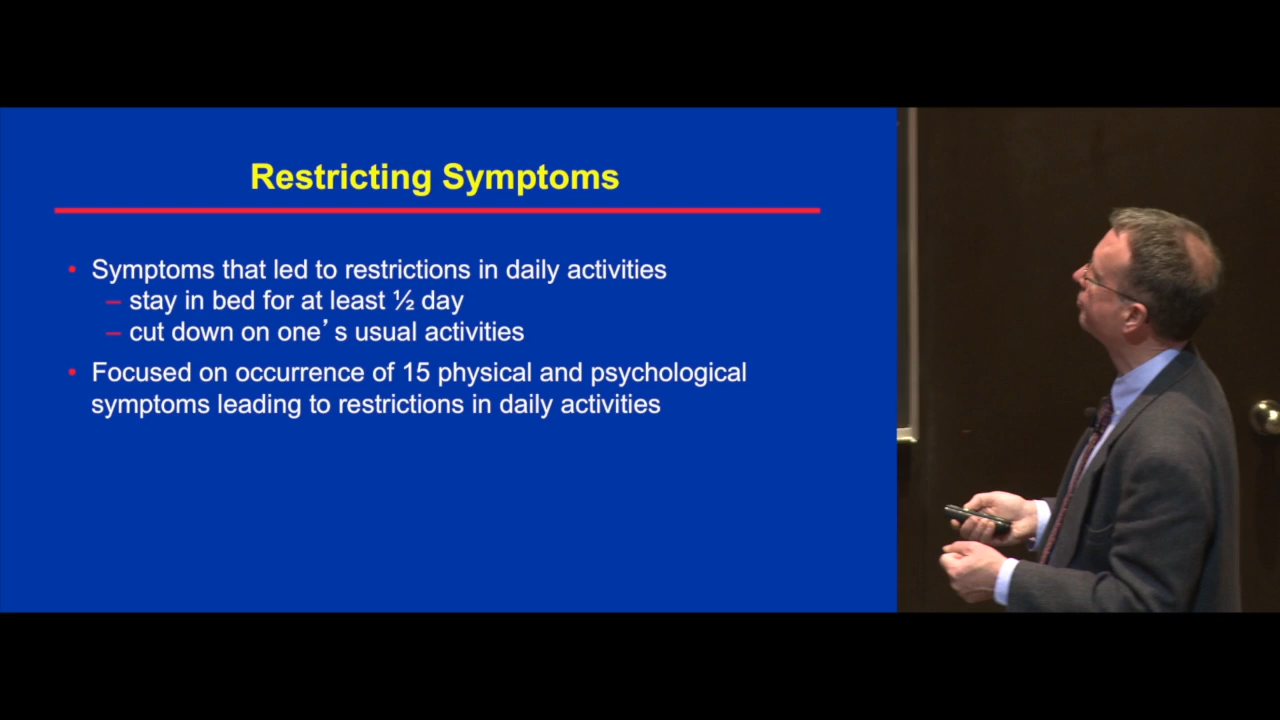 Restricting Symptoms
• Symptoms that led to restrictions in daily activities
– stay in bed for at least ½ day
– cut down on one’s usual activities
• Focused on occurrence of 15 physical and psychological
symptoms leading to restrictions in daily activities